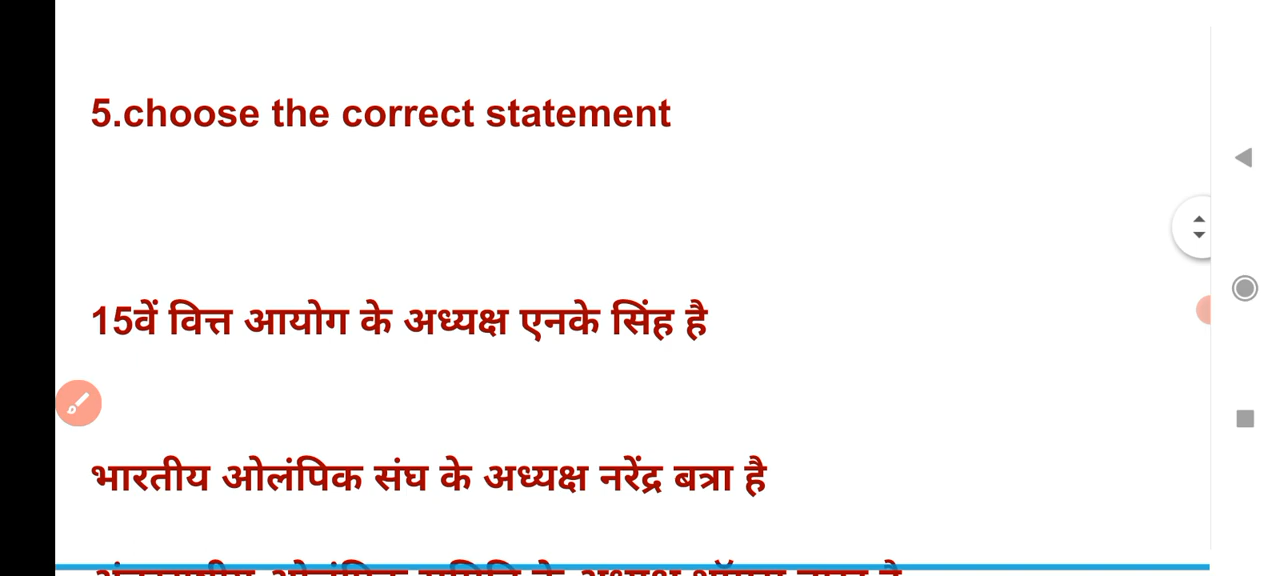 5.choose the correct statement
15वें वित्त आयोग के अध्यक्ष एनके सिंह है
भारतीय ओलंपिक संघ के अध्यक्ष नरेंद्र बत्रा है